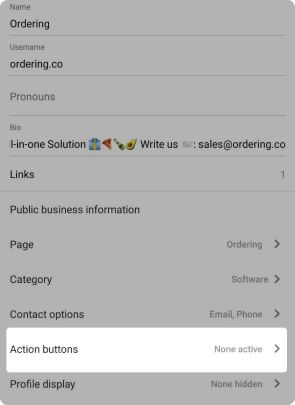 Name
Ordering
Username
ordering.co
Pronouns
Bio
l-in-one Solution 👔🍕🍾🥑 Write us 📨: sales@ordering.co
Links 1
Public business information
Page Ordering
Category Software
Contact options Email, Phone
Action buttons None active
Profile display None hidden